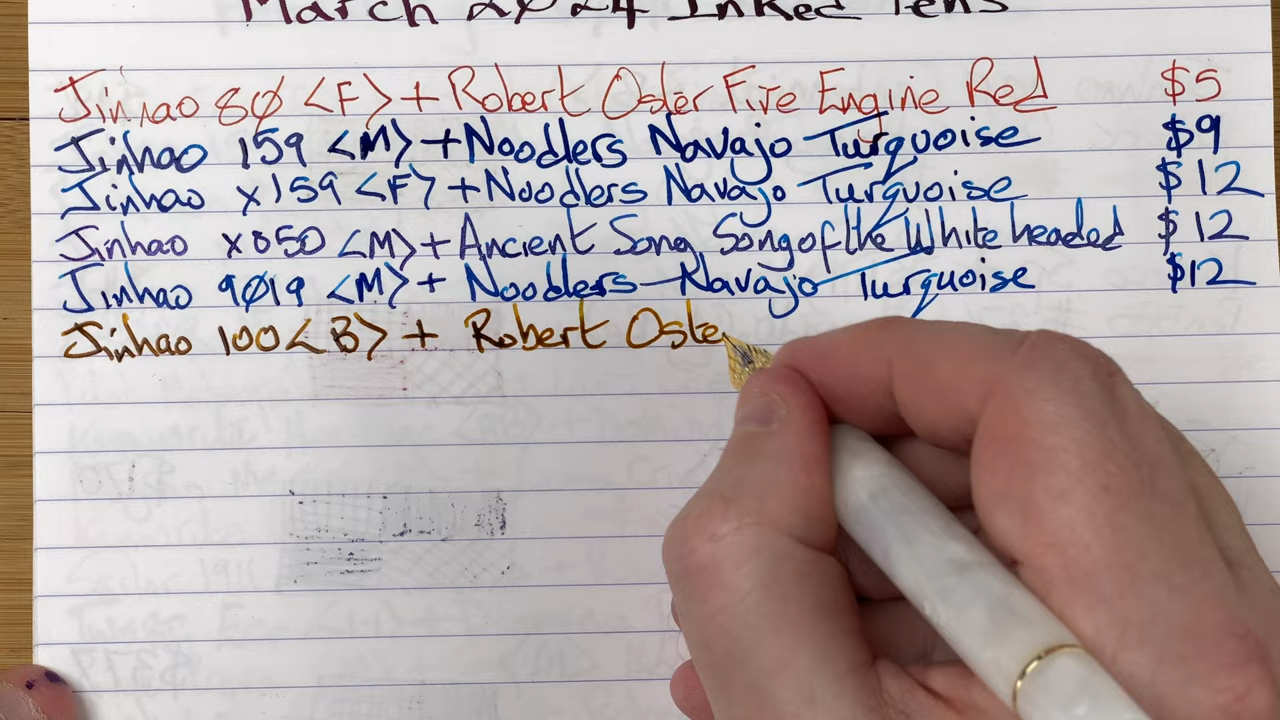 March 2024 Inked Pens
Jinhao 80 <F> + Robert Oster Fire Engine Red $5
Jinhao 159 <M> + Noodlers Navajo Turquoise $9
Jinhao x159 <F> + Noodlers Navajo Turquoise $12
Jinhao x850 <M> + Ancient Song Song of the White headed $12
Jinhao 9019 <M> + Noodlers Navajo Turquoise $12
Jinhao 100 <B> + Robert Oste